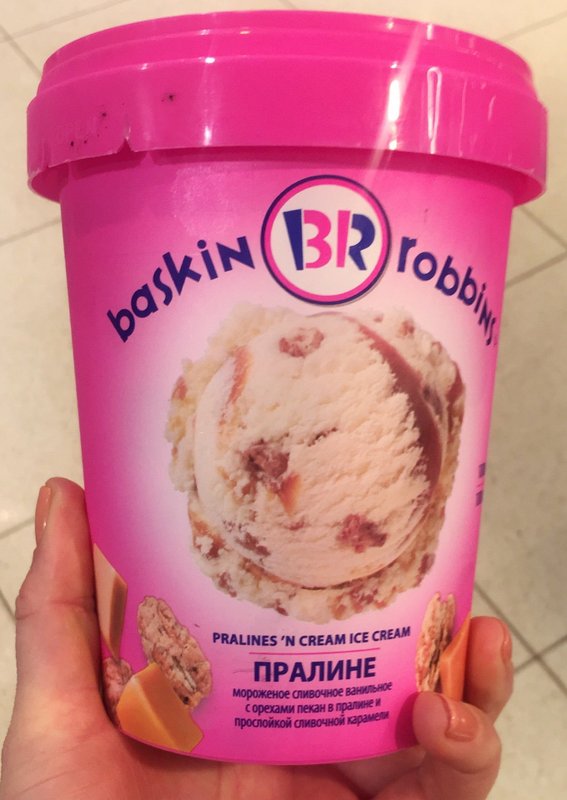 baskin BR robbins
PRALINES 'N CREAM ICE CREAM
ПРАЛИНЕ
мороженое сливочное ванильное
с орехами пекан в пралине и
прослойкой сливочной карамели